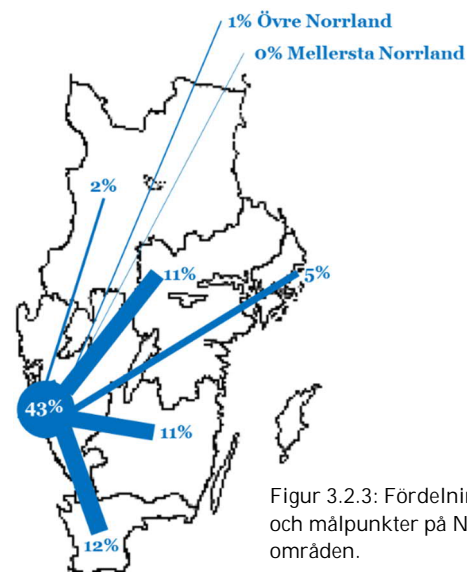 1% Övre Norrland
0% Mellersta Norrland
2%
11%
5%
43%
11%
12%
Figur 3.2.3:
och målpunkter på
områden.